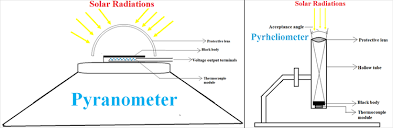 Solar Radiations
Protective lens
Black body
Voltage output terminals
Thermocouple
module
Pyranometer
Solar Radiations
Acceptance angle
Pyrheliometer
Protective lens
Hollow tube
Black body
Thermocouple
module